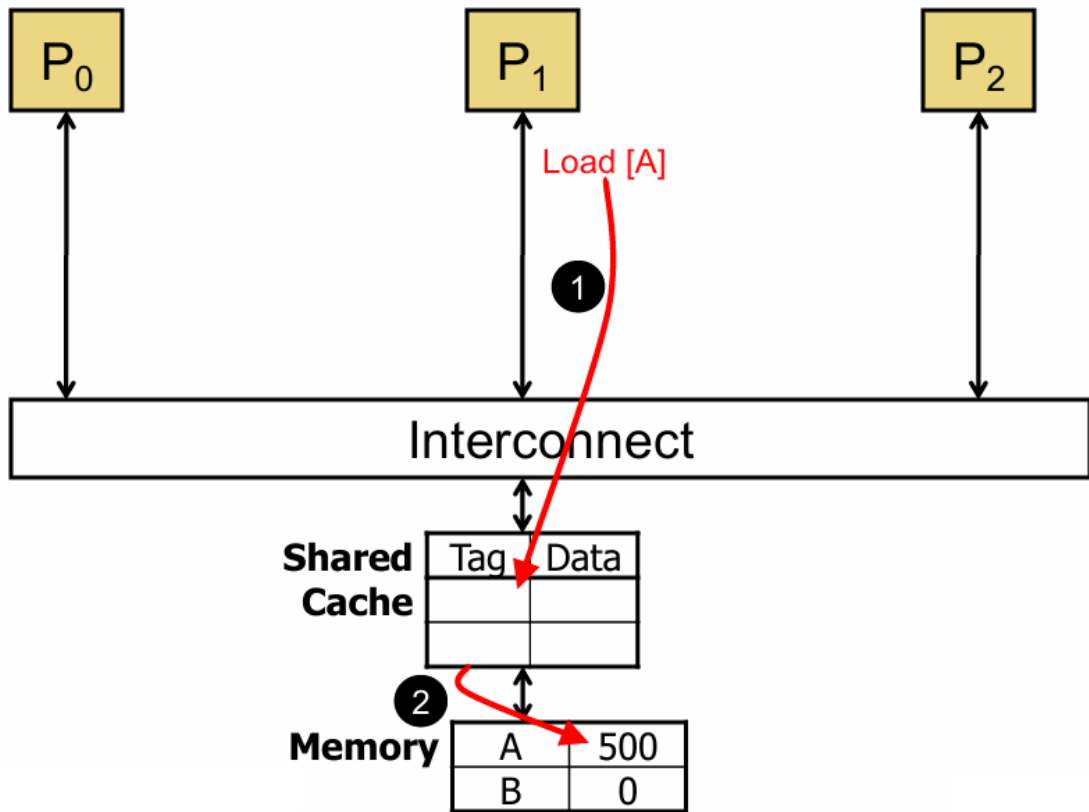 P₀ P₁ P₂
Load [A]
1
Interconnect
Shared Cache
Tag Data
2
Memory
A 500
B 0